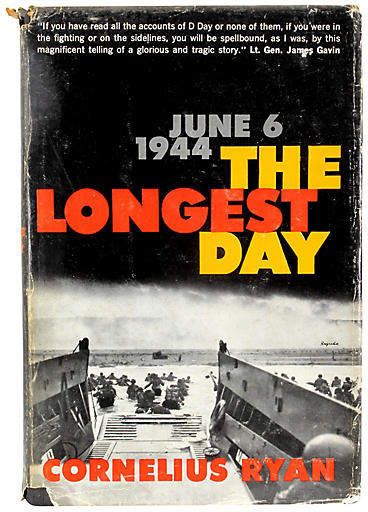 "If you have read all the accounts of D Day or none of them, if you were in
the fighting or on the sidelines, you will be spellbound, as I was, by this
magnificent telling of a glorious and tragic story." Lt. Gen. James Gavin
JUNE 6
1944 THE
LONGEST
DAY
CORNELIUS RYAN